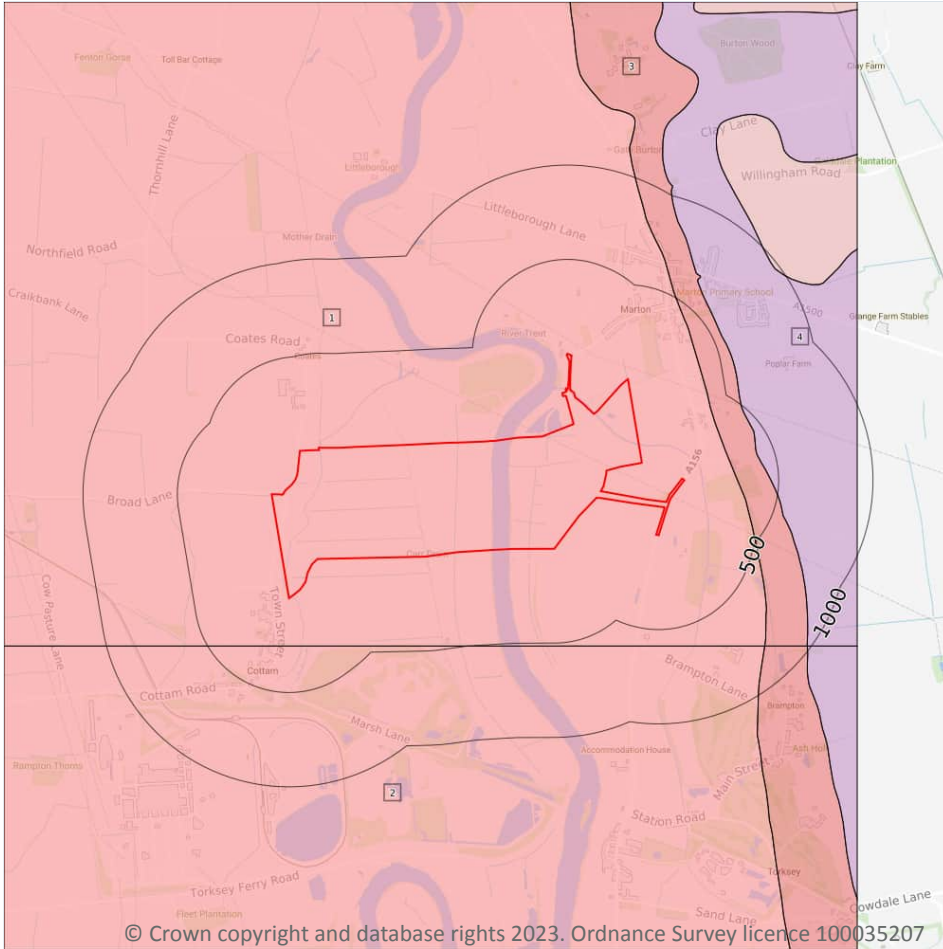 Fenton Gorse
Toll Bar Cottage
Burton Wood
3
Clay Farm
Thornhill Lane
Clay Lane
Gate Burton
Littleborough
Plantation
Willingham Road
Littleborough Lane
Mother Drain
Northfield Road
Craikbank Lane
1
Marton Primary School
Marton
A1500
Grange Farm Stables
River Trent
Coates Road
Coates
4
Poplar Farm
A156
Broad Lane
500
1000
Cow Pasture Lane
Town Street
Cottam
Cottam Road
Brampton Lane
Brampton
Marsh Lane
Accommodation House
Ash Holt
Rampton Thorns
Main Street
2
Station Road
Torksey
Torksey Ferry Road
Cowdale Lane
Fleet Plantation
Sand Lane
© Crown copyright and database rights 2023. Ordnance Survey licence 100035207